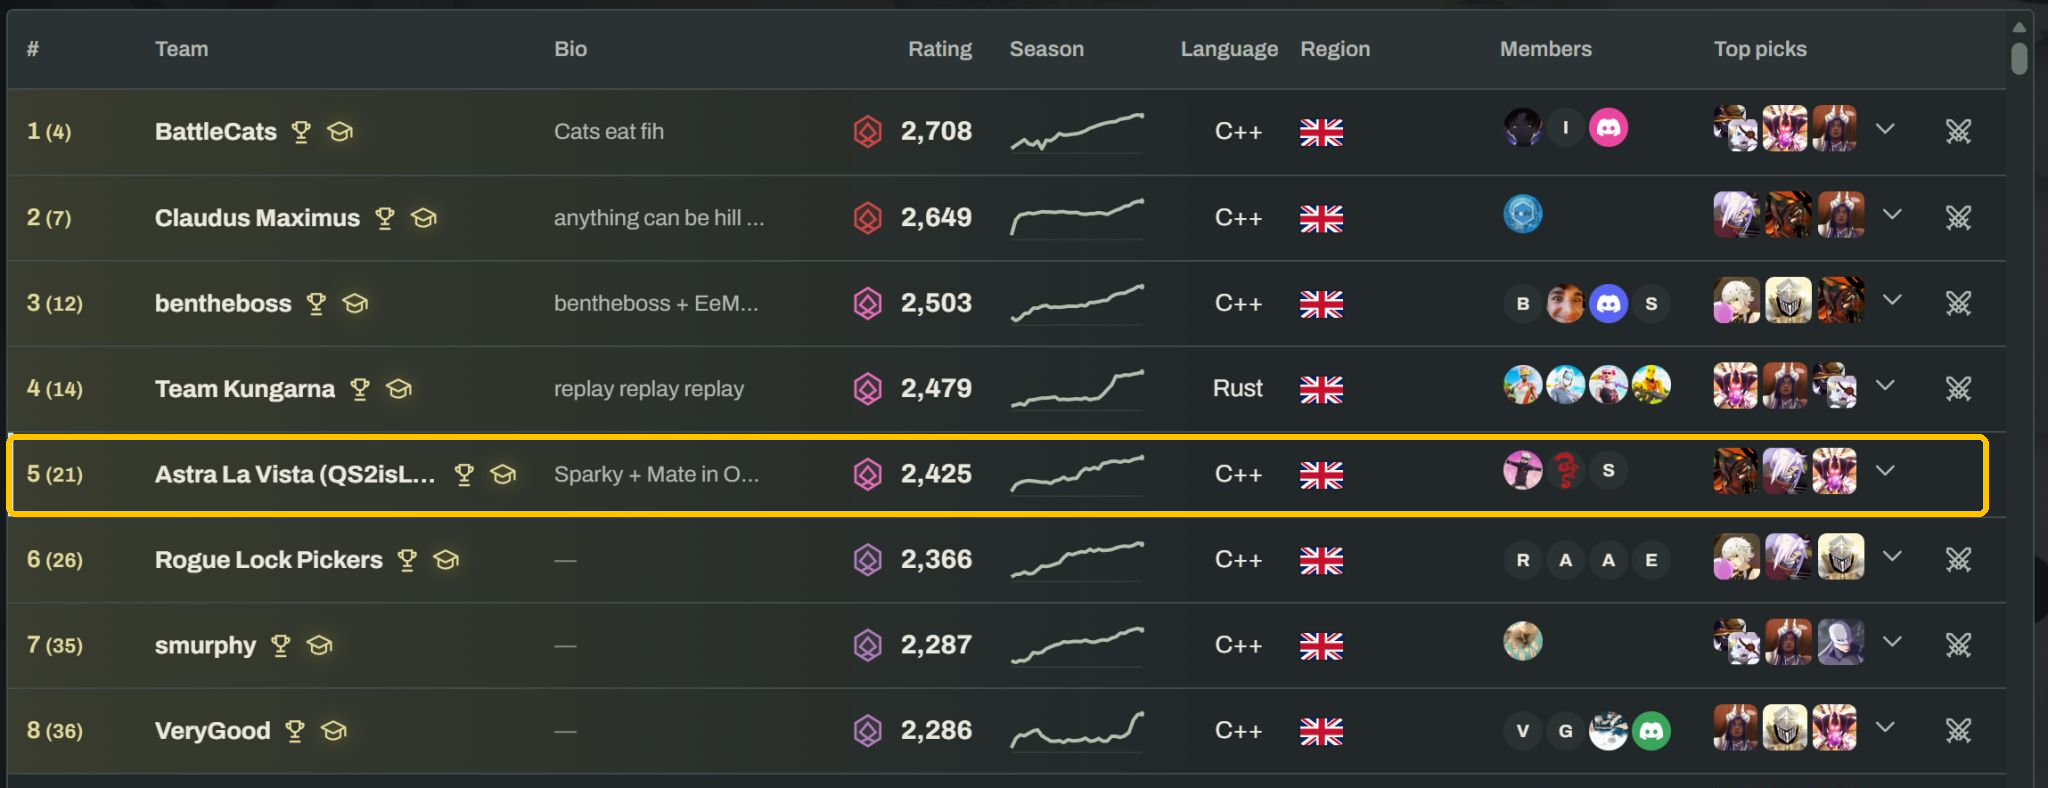 # Team Bio Rating Season Language Region Members Top picks
1 (4) BattleCats Cats eat fih 2,708 C++ I
2 (7) Claudus Maximus anything can be hill ... 2,649 C++
3 (12) bentheboss bentheboss + EeM... 2,503 C++ B S
4 (14) Team Kungarna replay replay replay 2,479 Rust
5 (21) Astra La Vista (QS2isL... Sparky + Mate in O... 2,425 C++ S
6 (26) Rogue Lock Pickers — 2,366 C++ R A A E
7 (35) smurphy — 2,287 C++
8 (36) VeryGood — 2,286 C++ V G